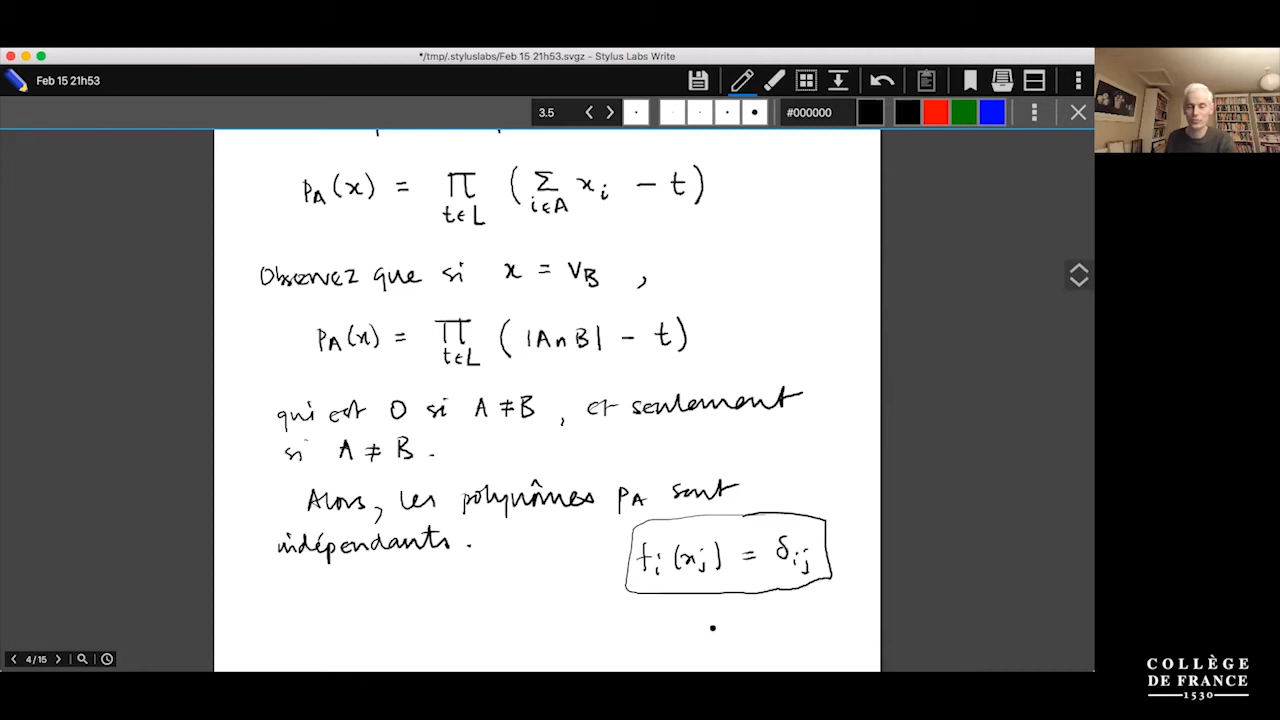 */tmp/.styluslabs/Feb 15 21h53.svgz - Stylus Labs Write
Feb 15 21h53
3.5
#000000
p_A(x) = ∏_{t∈L} (∑_{i∈A} x_i - t)
Observez que si x = v_B ,
p_A(x) = ∏_{t∈L} (|A∩B| - t)
qui est 0 si A ≠ B , et seulement
si A ≠ B .
Alors, les polynômes p_A sont
indépendants.
f_i(x_j) = δ_{ij}
4/15
COLLÈGE
DE FRANCE
1530